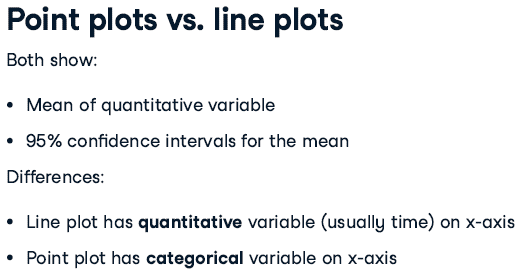 Point plots vs. line plots
Both show:
• Mean of quantitative variable
• 95% confidence intervals for the mean
Differences:
• Line plot has quantitative variable (usually time) on x-axis
• Point plot has categorical variable on x-axis